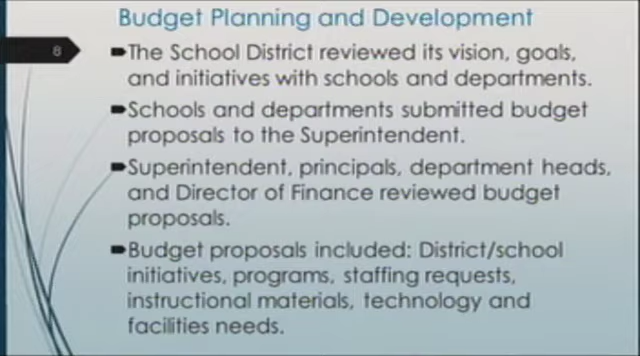 Budget Planning and Development
8
The School District reviewed its vision, goals,
and initiatives with schools and departments.
Schools and departments submitted budget
proposals to the Superintendent.
Superintendent, principals, department heads,
and Director of Finance reviewed budget
proposals.
Budget proposals included: District/school
initiatives, programs, staffing requests,
instructional materials, technology and
facilities needs.